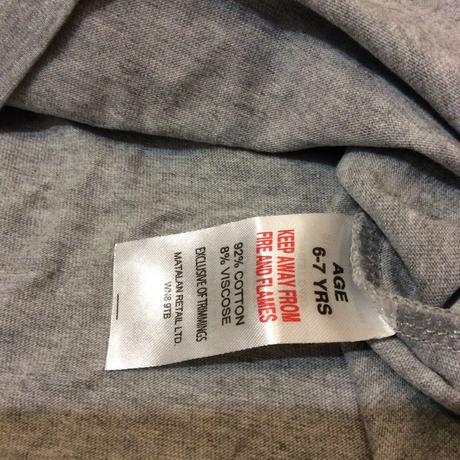 AGE
6-7 YRS
KEEP AWAY FROM
FIRE AND FLAMES
92% COTTON
8% VISCOSE
EXCLUSIVE OF TRIMMINGS
MATALAN RETAIL LTD.
WN8 9TB